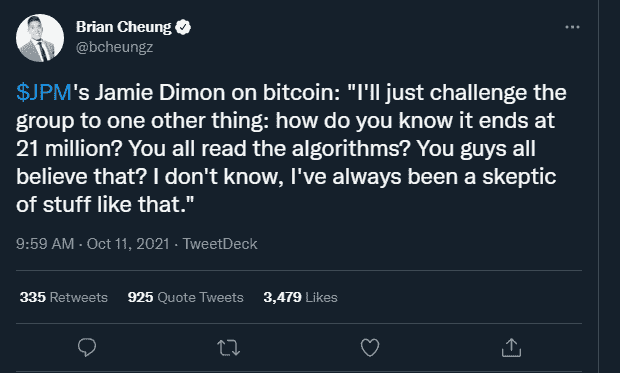 Brian Cheung
@bcheungz
$JPM's Jamie Dimon on bitcoin: "I'll just challenge the
group to one other thing: how do you know it ends at
21 million? You all read the algorithms? You guys all
believe that? I don't know, I've always been a skeptic
of stuff like that."
9:59 AM · Oct 11, 2021 · TweetDeck
335 Retweets 925 Quote Tweets 3,479 Likes